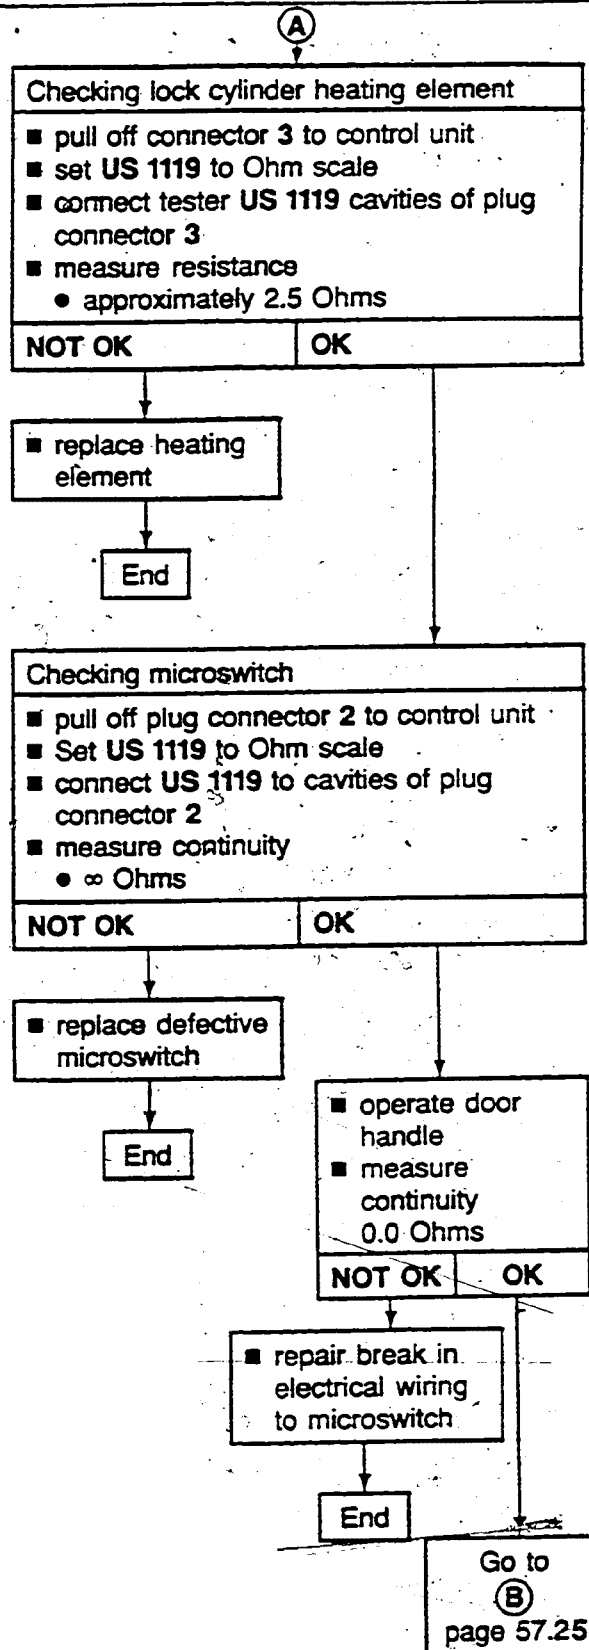 A
Checking lock cylinder heating element
■ pull off connector 3 to control unit
■ set US 1119 to Ohm scale
■ connect tester US 1119 cavities of plug
connector 3
■ measure resistance
● approximately 2.5 Ohms
NOT OK
OK
■ replace heating
element
End
Checking microswitch
■ pull off plug connector 2 to control unit
■ Set US 1119 to Ohm scale
■ connect US 1119 to cavities of plug
connector 2
■ measure continuity
● ∞ Ohms
NOT OK
OK
■ replace defective
microswitch
End
■ operate door
handle
■ measure
continuity
0.0 Ohms
NOT OK
OK
■ repair break in
electrical wiring
to microswitch
End
Go to
B
page 57.25